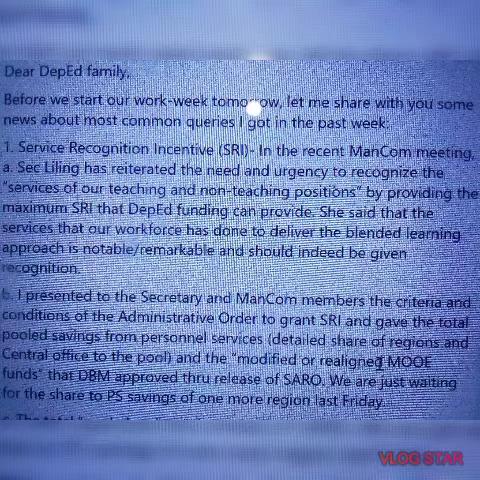 Dear DepEd family,
Before we start our work-week tomorrow, let me share with you some
news about most common queries I got in the past week:
1. Service Recognition Incentive (SRI)- In the recent ManCom meeting,
a. Sec Liling has reiterated the need and urgency to recognize the
"services of our teaching and non-teaching positions" by providing the
maximum SRI that DepEd funding can provide. She said that the
services that our workforce has done to deliver the blended learning
approach is notable/remarkable and should indeed be given
recognition.
b. I presented to the Secretary and ManCom members the criteria and
conditions of the Administrative Order to grant SRI and gave the total
pooled savings from personnel services (detailed share of regions and
Central office to the pool) and the "modified or realigned MOOE
funds" that DBM approved thru release of SARO. We are just waiting
for the share to PS savings of one more region last Friday.
c. The total
VLOG STAR